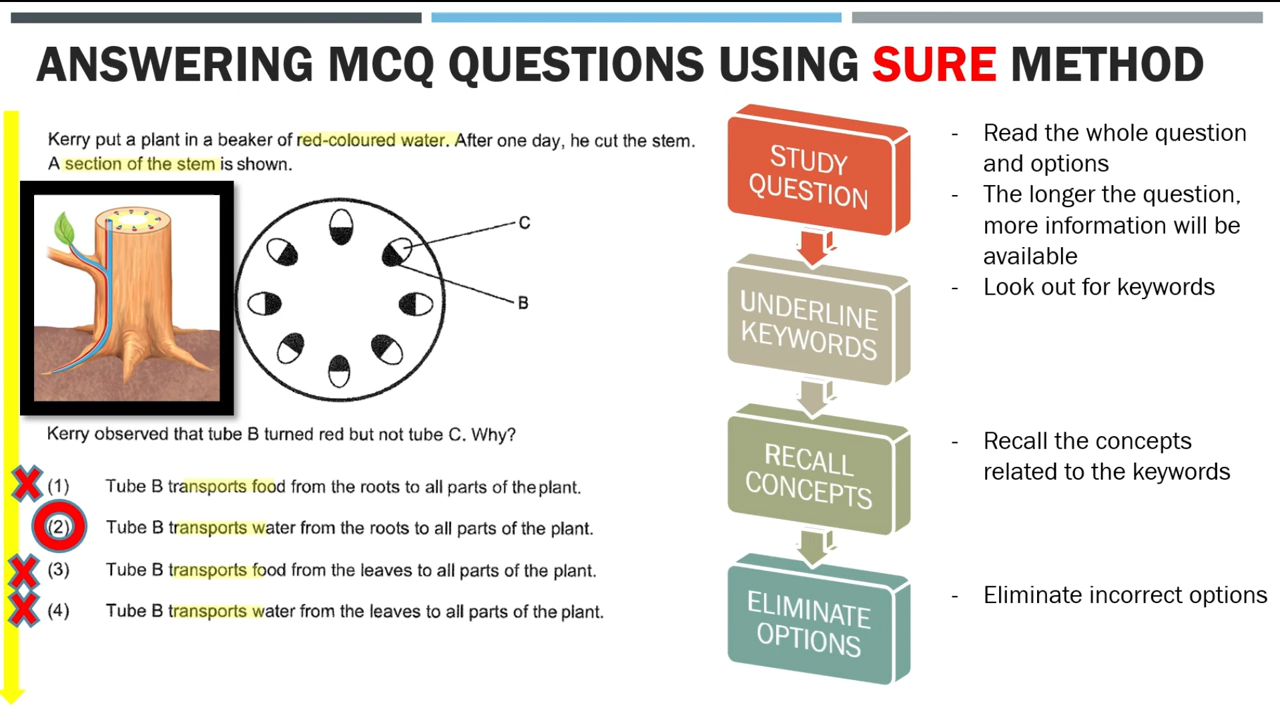 ANSWERING MCQ QUESTIONS USING SURE METHOD
Kerry put a plant in a beaker of red-coloured water. After one day, he cut the stem.
A section of the stem is shown.
C
B
Kerry observed that tube B turned red but not tube C. Why?
(1) Tube B transports food from the roots to all parts of the plant.
(2) Tube B transports water from the roots to all parts of the plant.
(3) Tube B transports food from the leaves to all parts of the plant.
(4) Tube B transports water from the leaves to all parts of the plant.
STUDY
QUESTION
- Read the whole question
and options
- The longer the question,
more information will be
available
- Look out for keywords
UNDERLINE
KEYWORDS
RECALL
CONCEPTS
- Recall the concepts
related to the keywords
ELIMINATE
OPTIONS
- Eliminate incorrect options